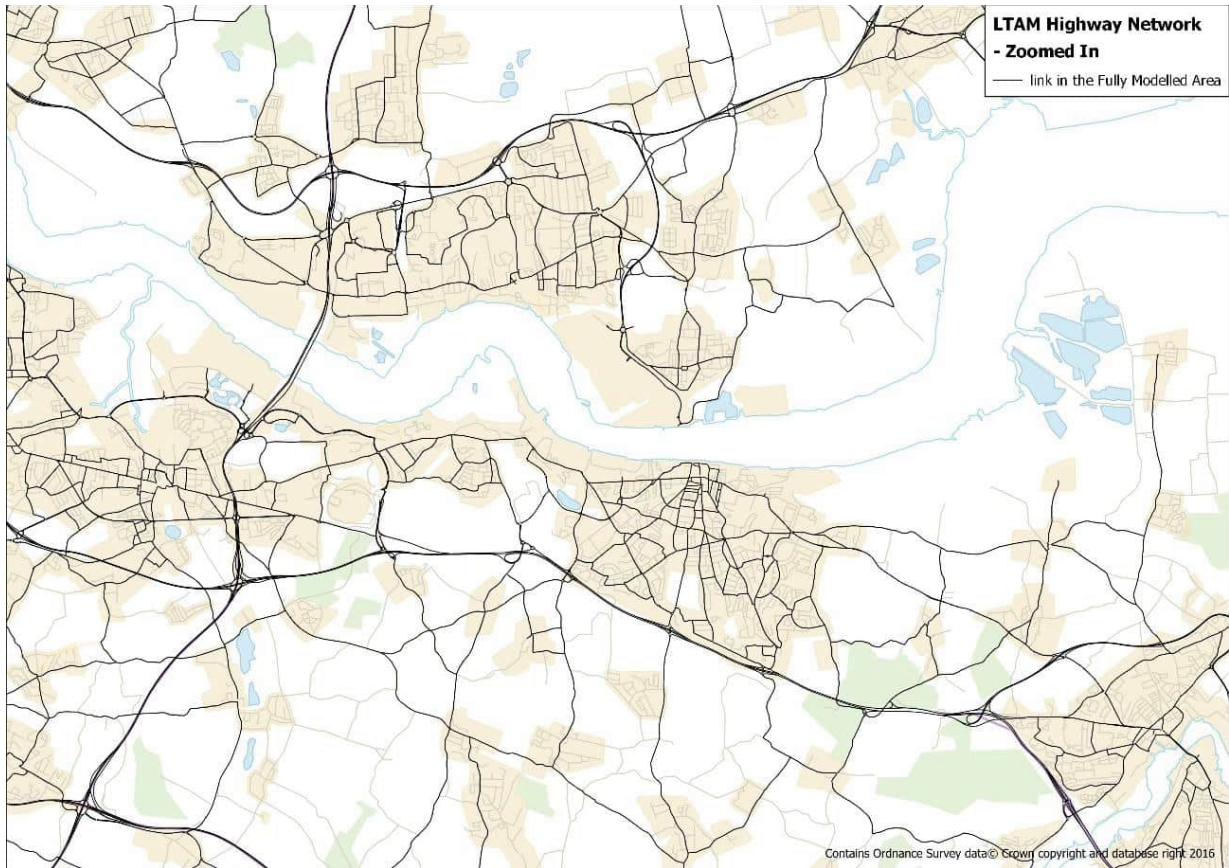 LTAM Highway Network
- Zoomed In
link in the Fully Modelled Area
Contains Ordnance Survey data© Crown copyright and database right 2016